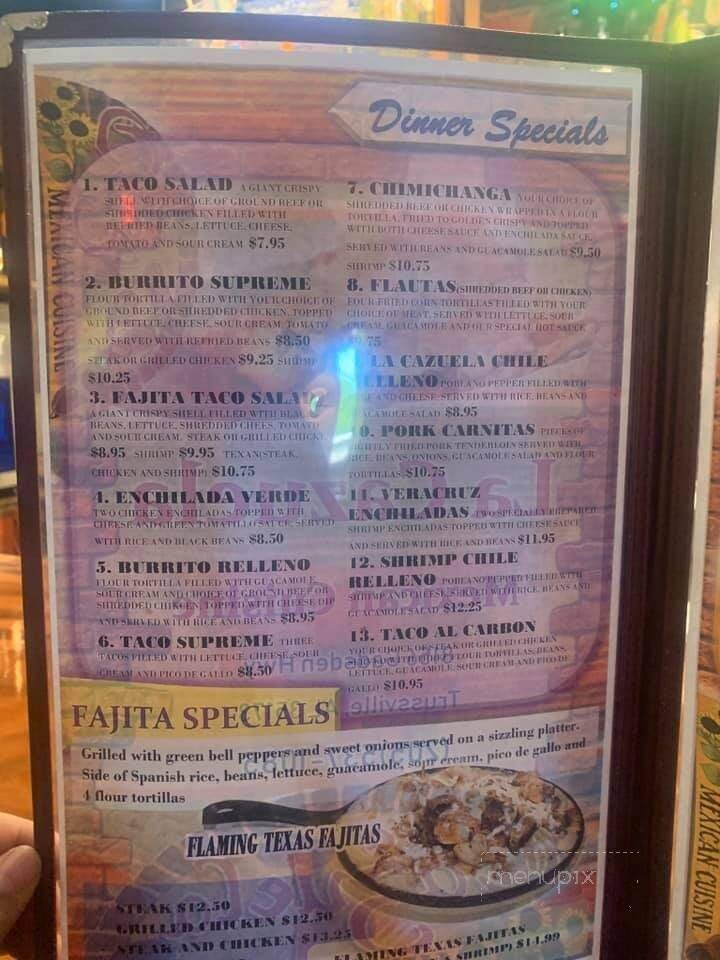 Dinner Specials
MEXICAN CUISINE
1. TACO SALAD A GIANT CRISPY
SHELL WITH CHOICE OF GROUND BEEF OR
SHREDDED CHICKEN FILLED WITH
REFRIED BEANS, LETTUCE, CHEESE,
TOMATO AND SOUR CREAM $7.95
2. BURRITO SUPREME
FLOUR TORTILLA FILLED WITH YOUR CHOICE OF
GROUND BEEF OR SHREDDED CHICKEN, TOPPED
WITH LETTUCE, CHEESE, SOUR CREAM, TOMATO
AND SERVED WITH REFRIED BEANS $8.50
STEAK OR GRILLED CHICKEN $9,25 SHRIMP
$10.25
3. FAJITA TACO SALAD
A GIANT CRISPY SHELL FILLED WITH BLACK
BEANS, LETTUCE, SHREDDED CHEES, TOMATO
AND SOUR CREAM. STEAK OR GRILLED CHICKE
$8.95 SHRIMP $9.95 TEXAN(STEAK,
CHICKEN AND SHRIMP) $10.75
4. ENCHILADA VERDE
TWO CHICKEN ENCHILADAS TOPPED WITH
CHEESE AND GREEN TOMATILLO SAUCE, SERVED
WITH RICE AND BLACK BEANS $8.50
5. BURRITO RELLENO
FLOUR TORTILLA FILLED WITH GUACAMOLE,
SOUR CREAM AND CHOICE OF GROUND BEEF OR
SHREDDED CHICKEN TOPPED WITH CHEESE DIP
AND SERVED WITH RICE AND BEANS $8.95
6. TACO SUPREME THREE
TACOS FILLED WITH LETTUCE, CHEESE, SOUR
CREAM AND PICO DE GALLO $8.50
7. CHIMICHANGA YOUR CHOICE OF
SHREDDED BEEF OR CHICKEN WRAPPED IN A FLOUR
TORTILLA, FRIED TO GOLDEN CRISPY AND TOPPED
WITH BOTH CHEESE SAUCE AND ENCHILADA SAUCE,
SERVED WITH BEANS AND GUACAMOLE SALAD $9.50
SHRIMP $10.75
8. FLAUTAS(SHREDDED BEEF OR CHICKEN)
FOUR FRIED CORN TORTILLAS FILLED WITH YOUR
CHOICE OF MEAT, SERVED WITH LETTUCE, SOUR
CREAM, GUACAMOLE AND OUR SPECIAL HOT SAUCE
LA CAZUELA CHILE
RELLENO POBLANO PEPPER FILLED WITH
AND CHEESE, SERVED WITH RICE, BEANS AND
GUACAMOLE SALAD $8.95
10. PORK CARNITAS PIECES OF
LIGHTLY FRIED PORK TENDERLOIN SERVED WITH
RICE, BEANS, ONIONS, GUACAMOLE SALAD AND FLOUR
TORTILLAS $10.75
11. VERACRUZ
ENCHILADAS TWO SPECIALLY PREPARED
SHRIMP ENCHILADAS TOPPED WITH CHEESE SAUCE
AND SERVED WITH RICE AND BEANS $11.95
12. SHRIMP CHILE
RELLENO POBLANO PEPPER FILLED WITH
SHRIMP AND CHEESE, SERVED WITH RICE, BEANS AND
GUACAMOLE SALAD $12.25
13. TACO AL CARBON
YOUR CHOICE OF STEAK OR GRILLED CHICKEN
FLOUR TORTILLAS, BEANS,
LETTUCE, GUACAMOLE, SOUR CREAM AND PICO DE
GALLO $10.95
FAJITA SPECIALS
Grilled with green bell peppers and sweet onions served on a sizzling platter.
Side of Spanish rice, beans, lettuce, guacamole, sour cream, pico de gallo and
4 flour tortillas
FLAMING TEXAS FAJITAS
STEAK $12.50
GRILLED CHICKEN $12.50
STEAK AND CHICKEN $13.25
FLAMING TEXAS FAJITAS
SHRIMP) $14.99
menupix
MEXICAN CUISINE